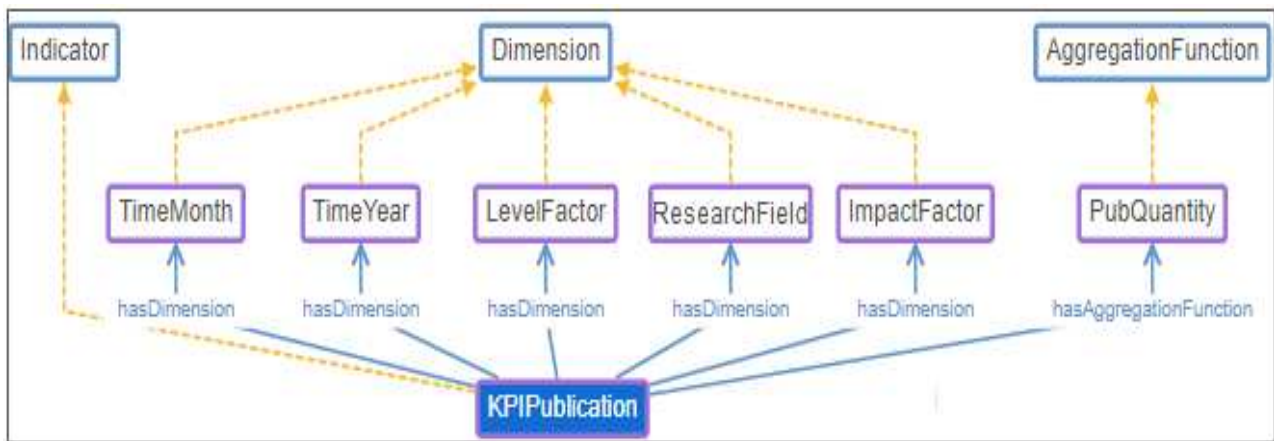 Indicator
Dimension
AggregationFunction
TimeMonth
TimeYear
LevelFactor
ResearchField
ImpactFactor
PubQuantity
hasDimension
hasDimension
hasDimension
hasDimension
hasDimension
hasAggregationFunction
KPIPublication